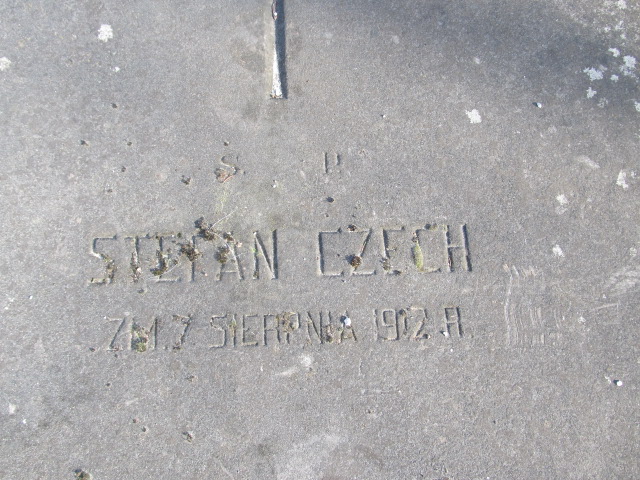 Ś. P.
STEFAN CZECH
ZM. 7 SIERPNIA 1912 R.